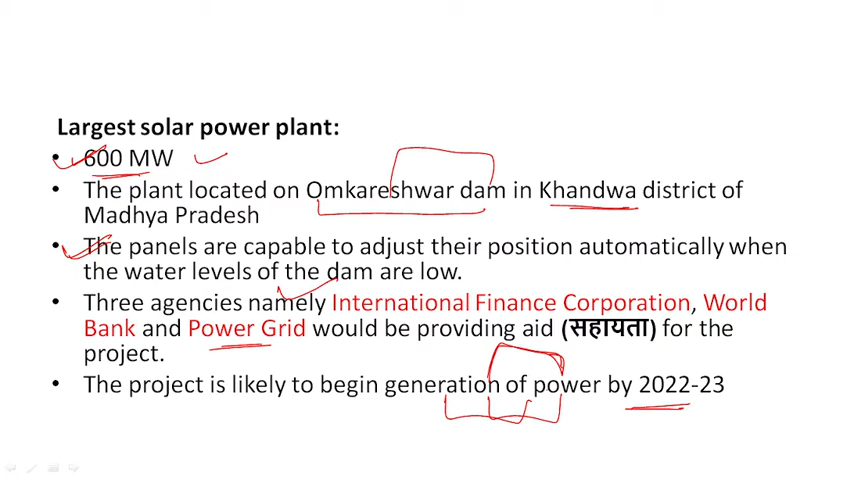 Largest solar power plant:
• 600 MW
• The plant located on Omkareshwar dam in Khandwa district of
Madhya Pradesh
• The panels are capable to adjust their position automatically when
the water levels of the dam are low.
• Three agencies namely International Finance Corporation, World
Bank and Power Grid would be providing aid (सहायता) for the
project.
• The project is likely to begin generation of power by 2022-23